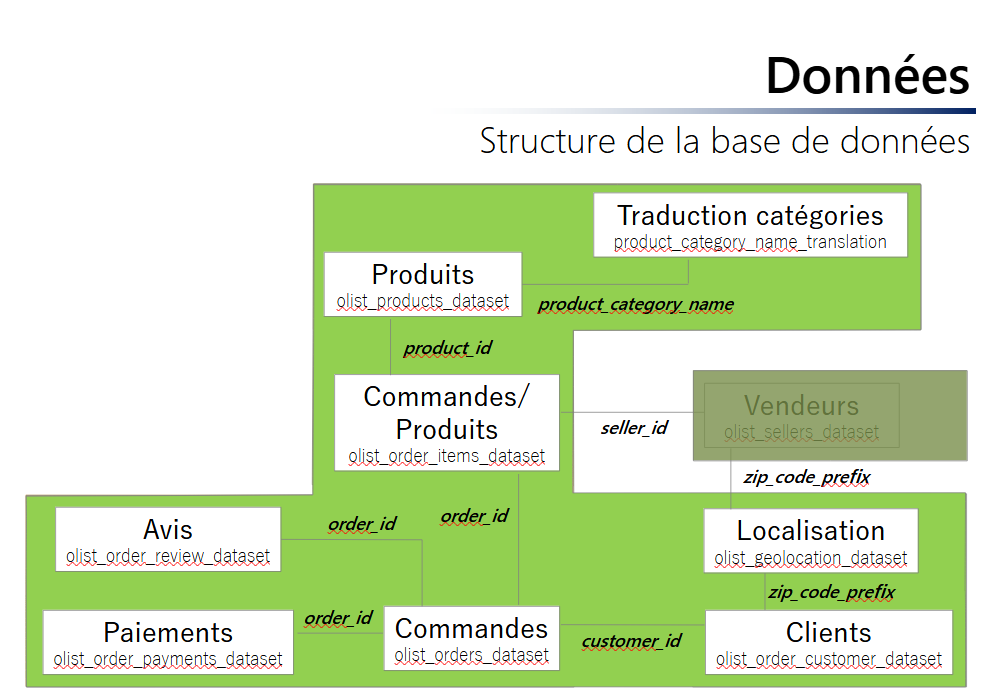 Données
Structure de la base de données
Traduction catégories
product_category_name_translation
Produits
olist_products_dataset
product_category_name
product_id
Commandes/
Produits
olist_order_items_dataset
seller_id
Vendeurs
olist_sellers_dataset
zip_code_prefix
order_id
order_id
Avis
olist_order_review_dataset
Localisation
olist_geolocation_dataset
zip_code_prefix
Paiements
olist_order_payments_dataset
order_id
Commandes
olist_orders_dataset
customer_id
Clients
olist_order_customer_dataset